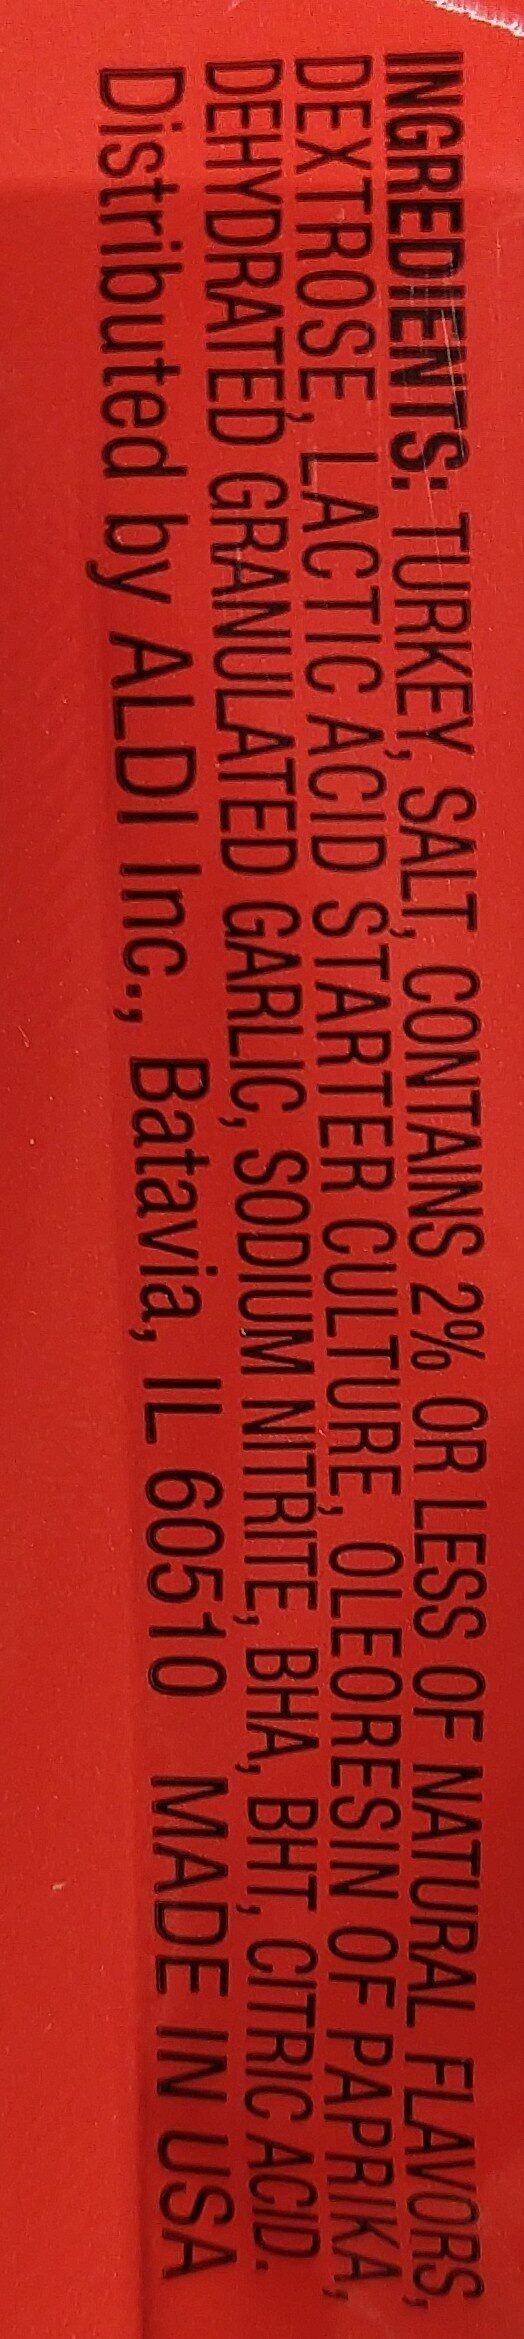 INGREDIENTS: TURKEY, SALT, CONTAINS 2% OR LESS OF NATURAL FLAVORS,
DEXTROSE, LACTIC ACID STARTER CULTURE, OLEORESIN OF PAPRIKA,
DEHYDRATED GRANULATED GARLIC, SODIUM NITRITE, BHA, BHT, CITRIC ACID.
Distributed by ALDI Inc., Batavia, IL 60510 MADE IN USA